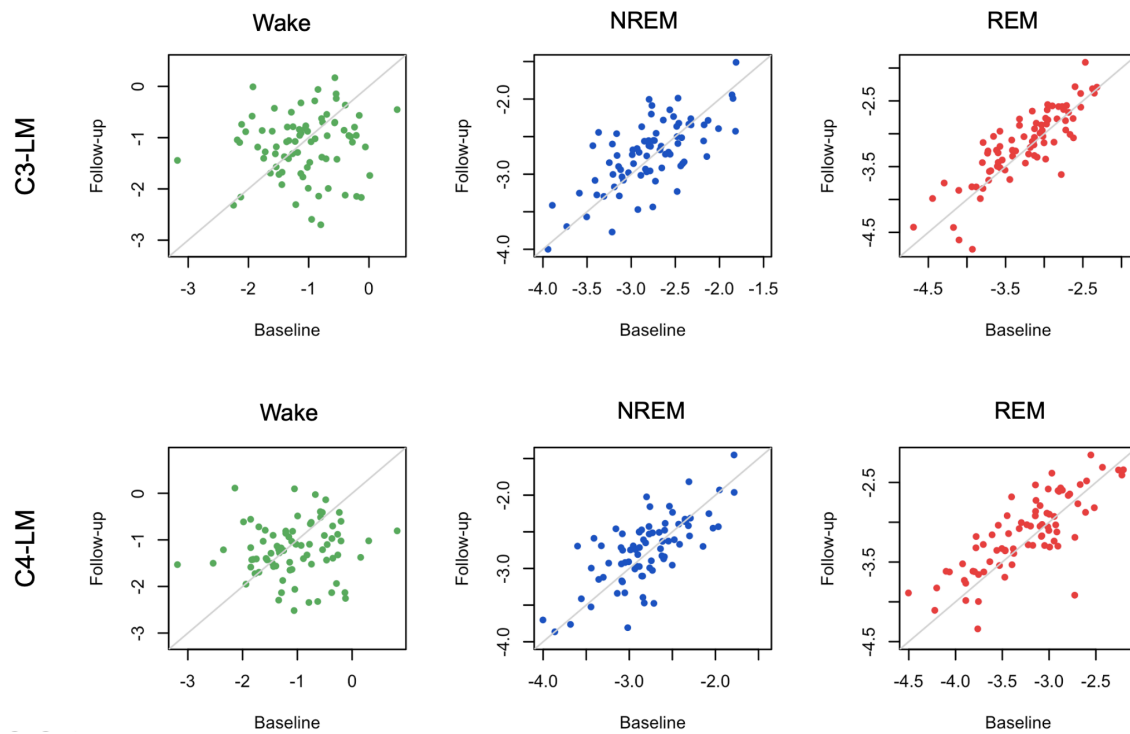 Wake NREM REM
C3-LM
Follow-up Follow-up Follow-up
0 -2.0 -2.5
-1
-2 -3.0 -3.5
-3 -4.0 -4.5
-3 -2 -1 0 -4.0 -3.5 -3.0 -2.5 -2.0 -1.5 -4.5 -3.5 -2.5
Baseline Baseline Baseline
Wake NREM REM
C4-LM
Follow-up Follow-up Follow-up
0 -2.0 -2.5
-1
-2 -3.0 -3.5
-3 -4.0 -4.5
-3 -2 -1 0 -4.0 -3.0 -2.0 -4.5 -4.0 -3.5 -3.0 -2.5
Baseline Baseline Baseline